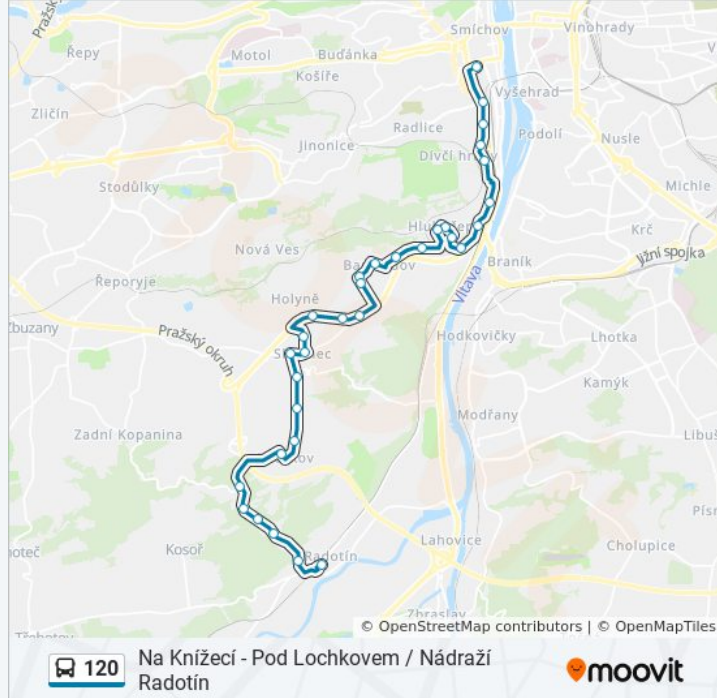 Pražský
Smíchov
Vinohrady
Řepy
Motol
Buďánka
Košíře
Vyšehrad
Zličín
Radlice
Podolí
Nusle
Jinonice
Dívčí hrady
Stodůlky
Michle
Nová Ves
Krč
Řeporyje
Braník
Jižní spojka
Vltava
Holyně
Pražský okruh
Hodkovičky
Lhotka
Kamýk
Modřany
Zadní Kopanina
Kosoř
Radotín
Lahovice
Cholupice
Zbraslav
© OpenStreetMap contributors | © OpenMapTiles
120
Na Knížecí - Pod Lochkovem / Nádraží
Radotín
moovit